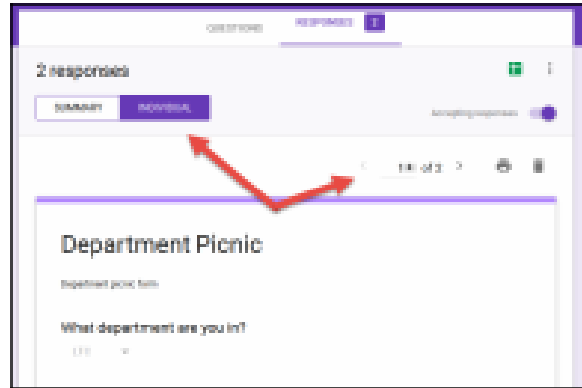 QUESTIONS RESPONSES 2
2 responses
SUMMARY INDIVIDUAL
Accepting responses
of 2
Department Picnic
Department picnic form
What department are you in?